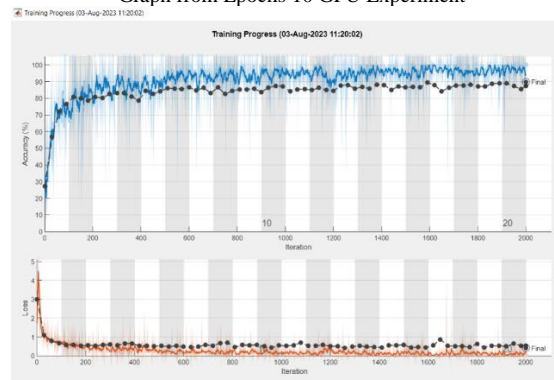 Graph from Epochs 10 GPU Experiment
Training Progress (03-Aug-2023 11:20:02)
Training Progress (03-Aug-2023 11:20:02)
Accuracy (%)
100
90
80
70
60
50
40
30
20
10
0
10
20
Final
0 200 400 600 800 1000 1200 1400 1600 1800 2000
Iteration
Loss
5
4
3
2
1
0
Final
0 200 400 600 800 1000 1200 1400 1600 1800 2000
Iteration